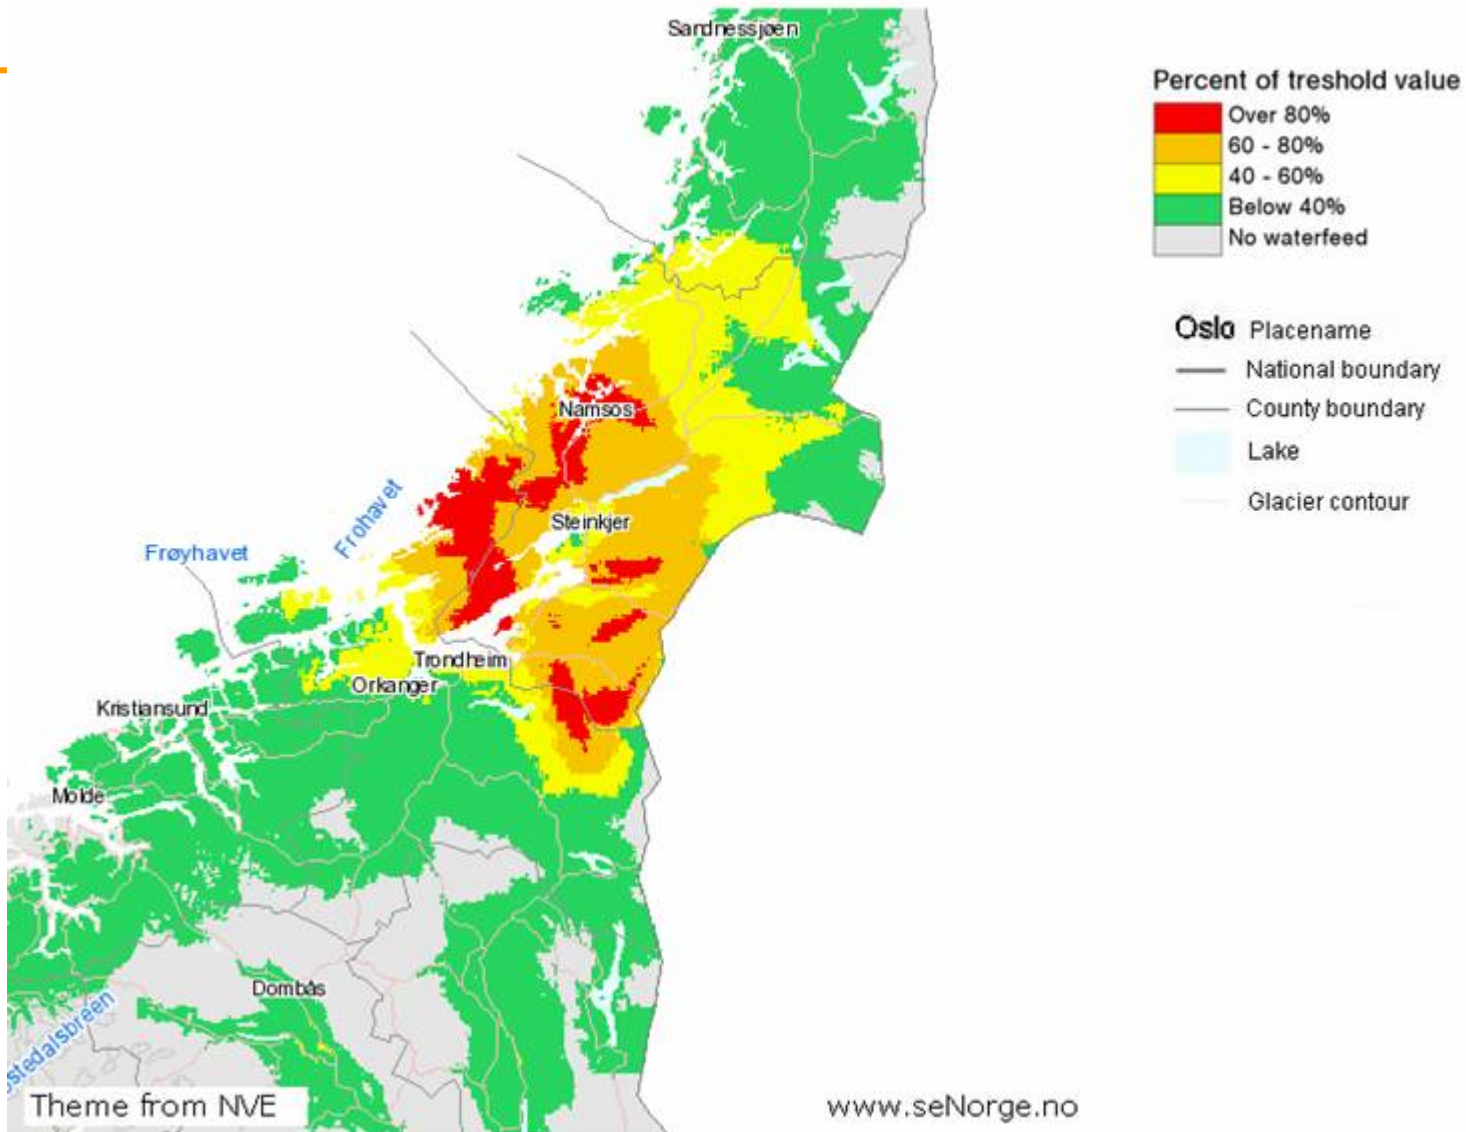 Sandnessjøen
Percent of treshold value
Over 80%
60 - 80%
40 - 60%
Below 40%
No waterfeed
Oslo Placename
National boundary
County boundary
Lake
Glacier contour
Namsos
Frohavet
Steinkjer
Frøyhavet
Trondheim
Orkanger
Kristiansund
Molde
Dombås
ostedalsbreen
Theme from NVE
www.seNorge.no